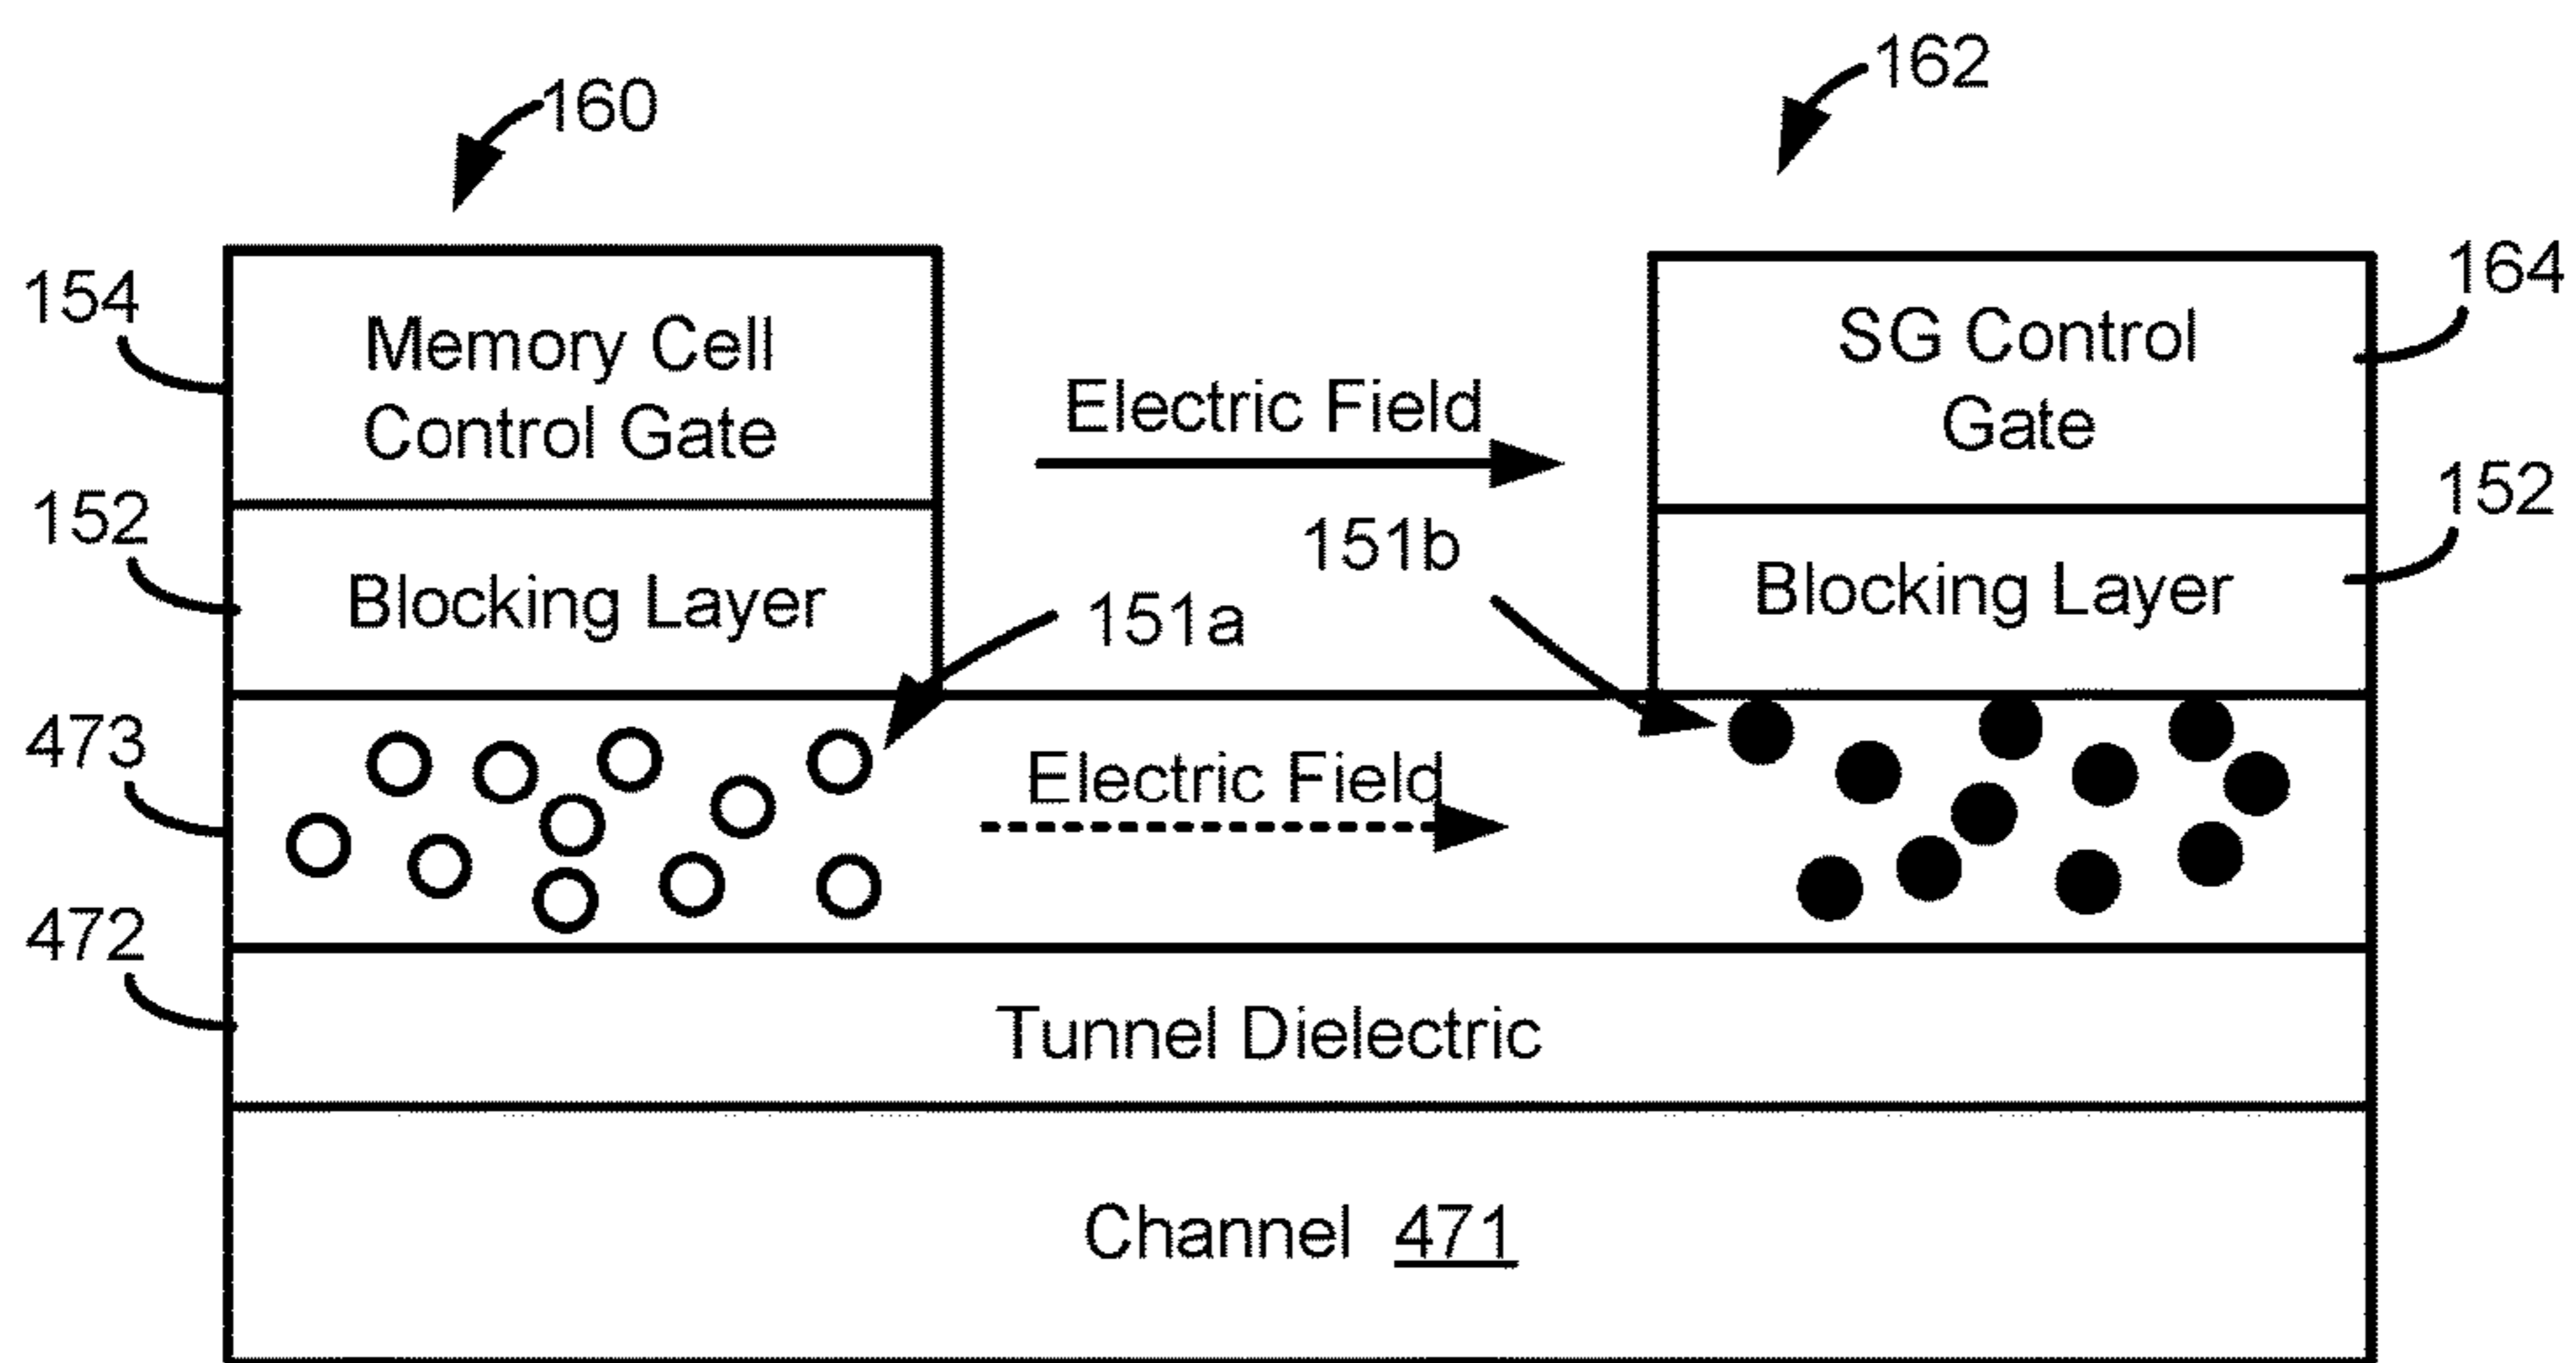 160
162
154
164
Memory Cell
Control Gate
SG Control
Gate
Electric Field
152
152
151b
Blocking Layer
Blocking Layer
151a
473
Electric Field
472
Tunnel Dielectric
Channel 471